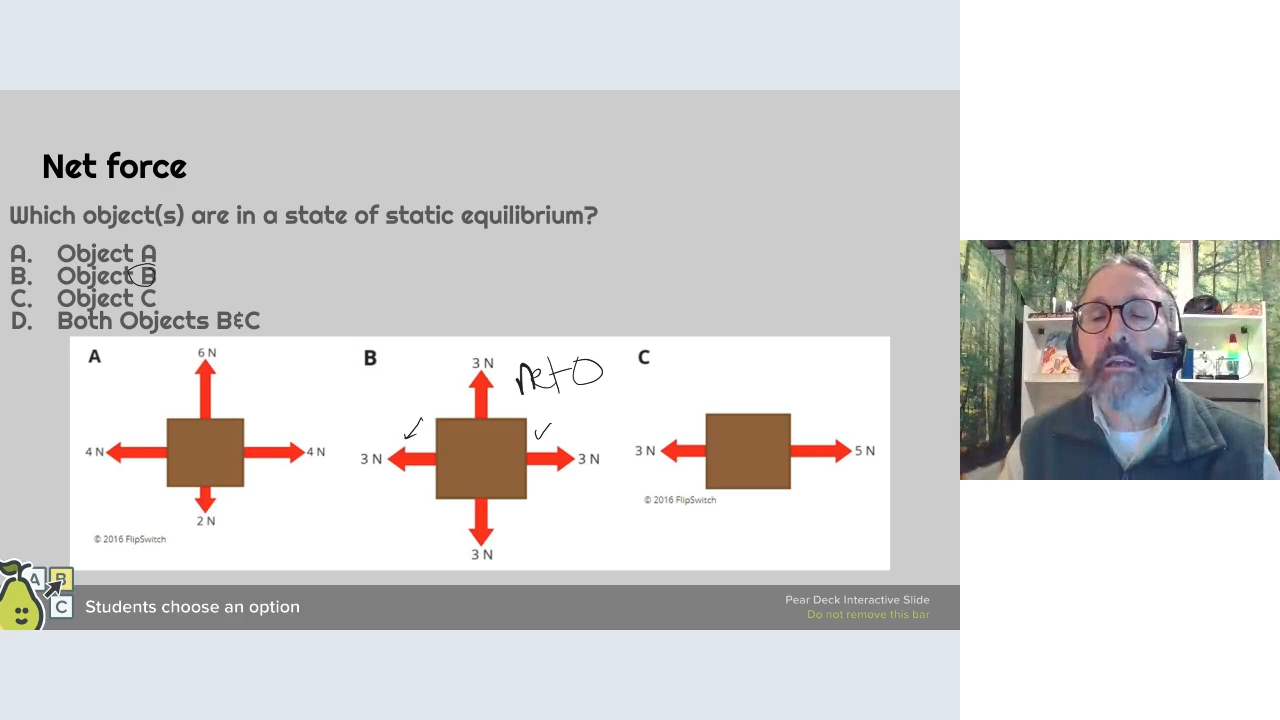 Net force
Which object(s) are in a state of static equilibrium?
A. Object A
B. Object B
C. Object C
D. Both Objects B&C
A
6 N
4 N
4 N
2 N
© 2016 FlipSwitch
B
3 N
net 0
3 N
3 N
3 N
C
3 N
5 N
© 2016 FlipSwitch
A B
C
Students choose an option
Pear Deck Interactive Slide
Do not remove this bar